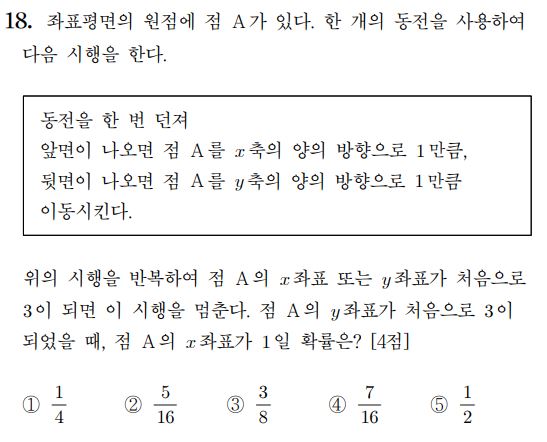 18. 좌표평면의 원점에 점 A가 있다. 한 개의 동전을 사용하여
다음 시행을 한다.
동전을 한 번 던져
앞면이 나오면 점 A를 x축의 양의 방향으로 1만큼,
뒷면이 나오면 점 A를 y축의 양의 방향으로 1만큼
이동시킨다.
위의 시행을 반복하여 점 A의 x좌표 또는 y좌표가 처음으로
3이 되면 이 시행을 멈춘다. 점 A의 y좌표가 처음으로 3이
되었을 때, 점 A의 x좌표가 1일 확률은? [4점]
① 1/4 ② 5/16 ③ 3/8 ④ 7/16 ⑤ 1/2